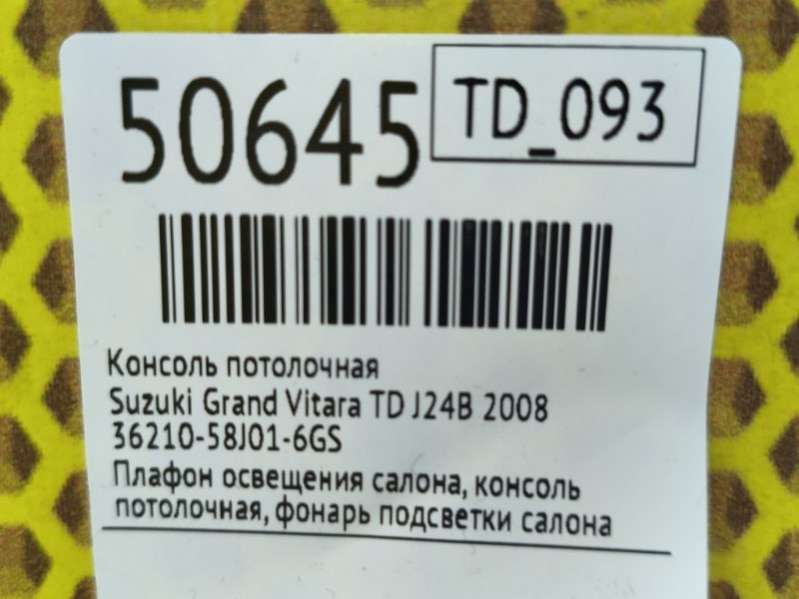 50645
TD_093
Консоль потолочная
Suzuki Grand Vitara TD J24B 2008
36210-58J01-6GS
Плафон освещения салона, консоль
потолочная, фонарь подсветки салона